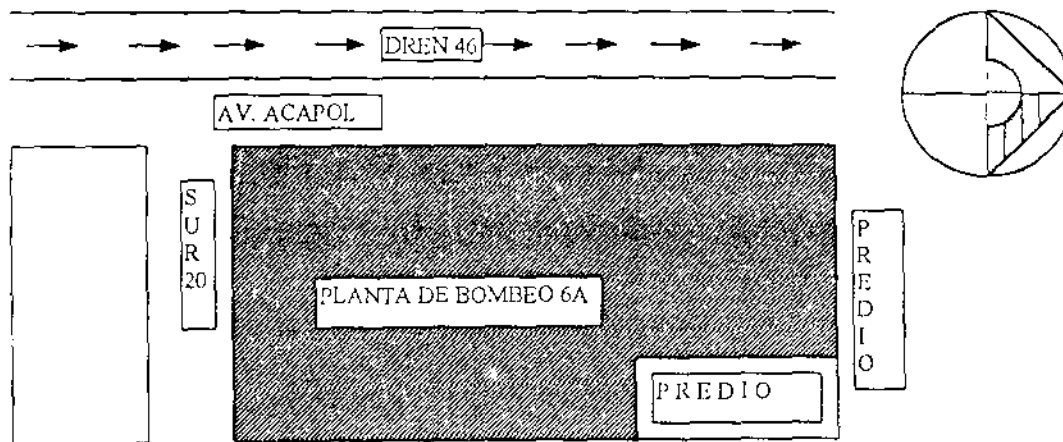 DREN 46
AV. ACAPOL
SUR 20
PLANTA DE BOMBEO 6A
PREDIO
PREDIO